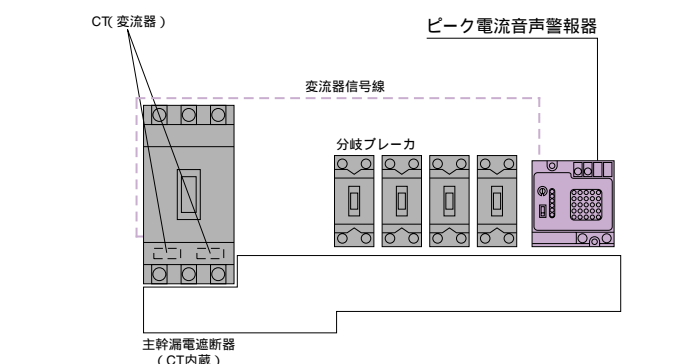 CT(変流器)
ピーク電流音声警報器
変流器信号線
分岐ブレーカ
主幹漏電遮断器
(CT内蔵)